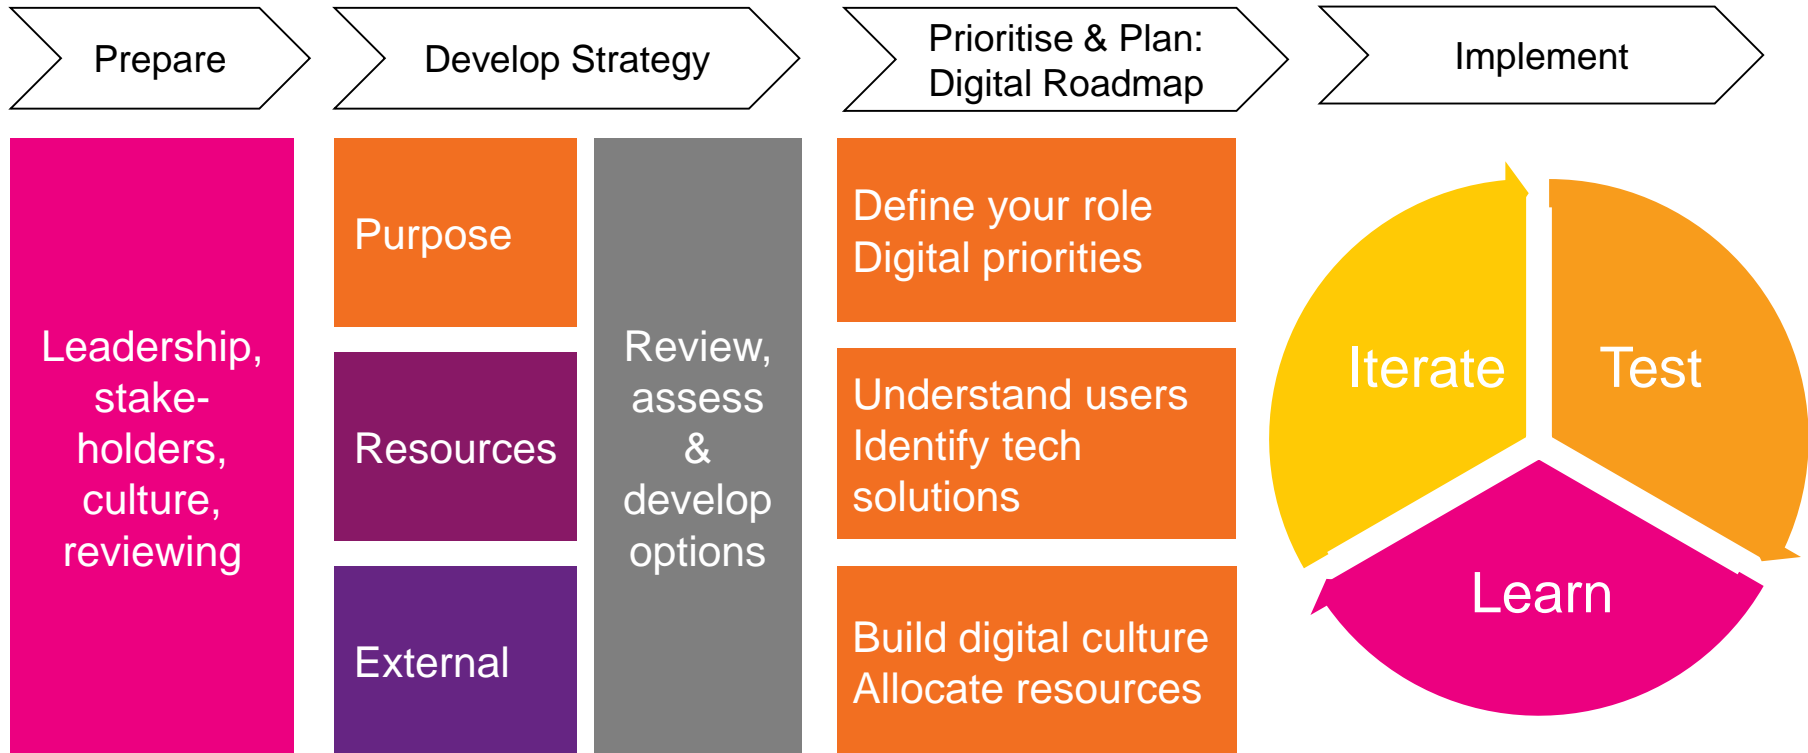 Prepare
Develop Strategy
Prioritise & Plan:
Digital Roadmap
Implement
Leadership,
stake-
holders,
culture,
reviewing
Purpose
Resources
External
Review,
assess
&
develop
options
Define your role
Digital priorities
Understand users
Identify tech
solutions
Build digital culture
Allocate resources
Iterate
Test
Learn